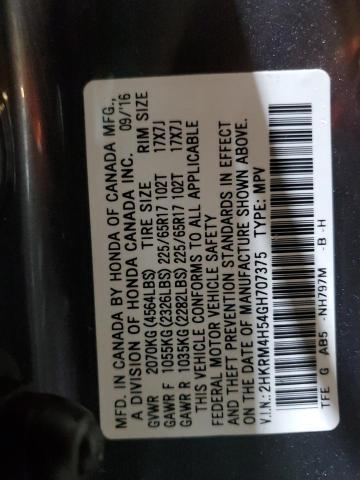 MFD. IN CANADA BY HONDA OF CANADA MFG.,
A DIVISION OF HONDA CANADA INC. 09/'16
GVWR 2070KG(4564LBS) TIRE SIZE RIM SIZE
GAWR F 1055KG(2326LBS) 225/65R17 102T 17X7J
GAWR R 1035KG(2282LBS) 225/65R17 102T 17X7J
THIS VEHICLE CONFORMS TO ALL APPLICABLE
FEDERAL MOTOR VEHICLE SAFETY
AND THEFT PREVENTION STANDARDS IN EFFECT
ON THE DATE OF MANUFACTURE SHOWN ABOVE.
V.I.N.: 2HKRM4H54GH707375 TYPE: MPV
TFE G AB5 -NH797M -B -H